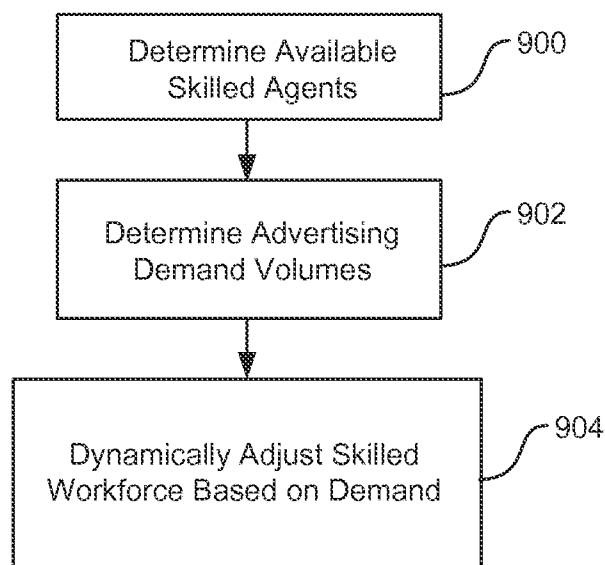 Determine Available
Skilled Agents
900
Determine Advertising
Demand Volumes
902
Dynamically Adjust Skilled
Workforce Based on Demand
904